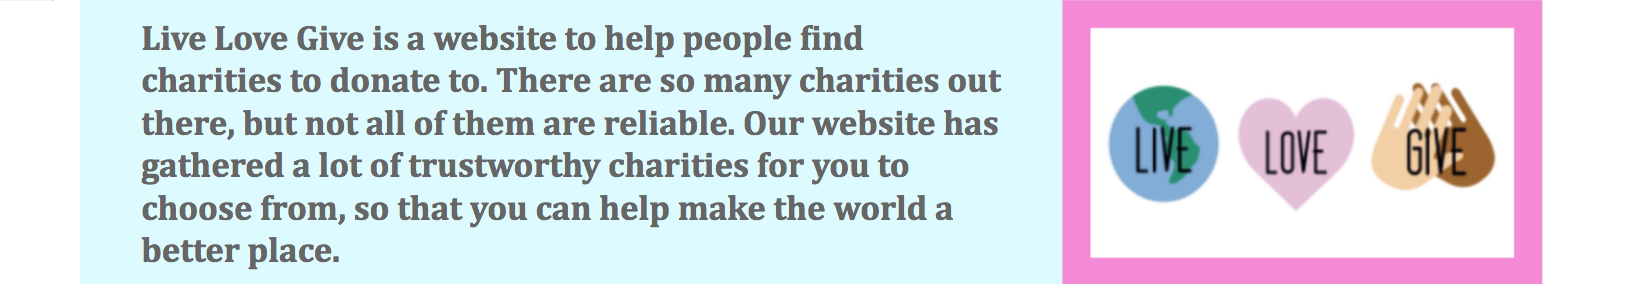 Live Love Give is a website to help people find
charities to donate to. There are so many charities out
there, but not all of them are reliable. Our website has
gathered a lot of trustworthy charities for you to
choose from, so that you can help make the world a
better place.
LIVE LOVE GIVE